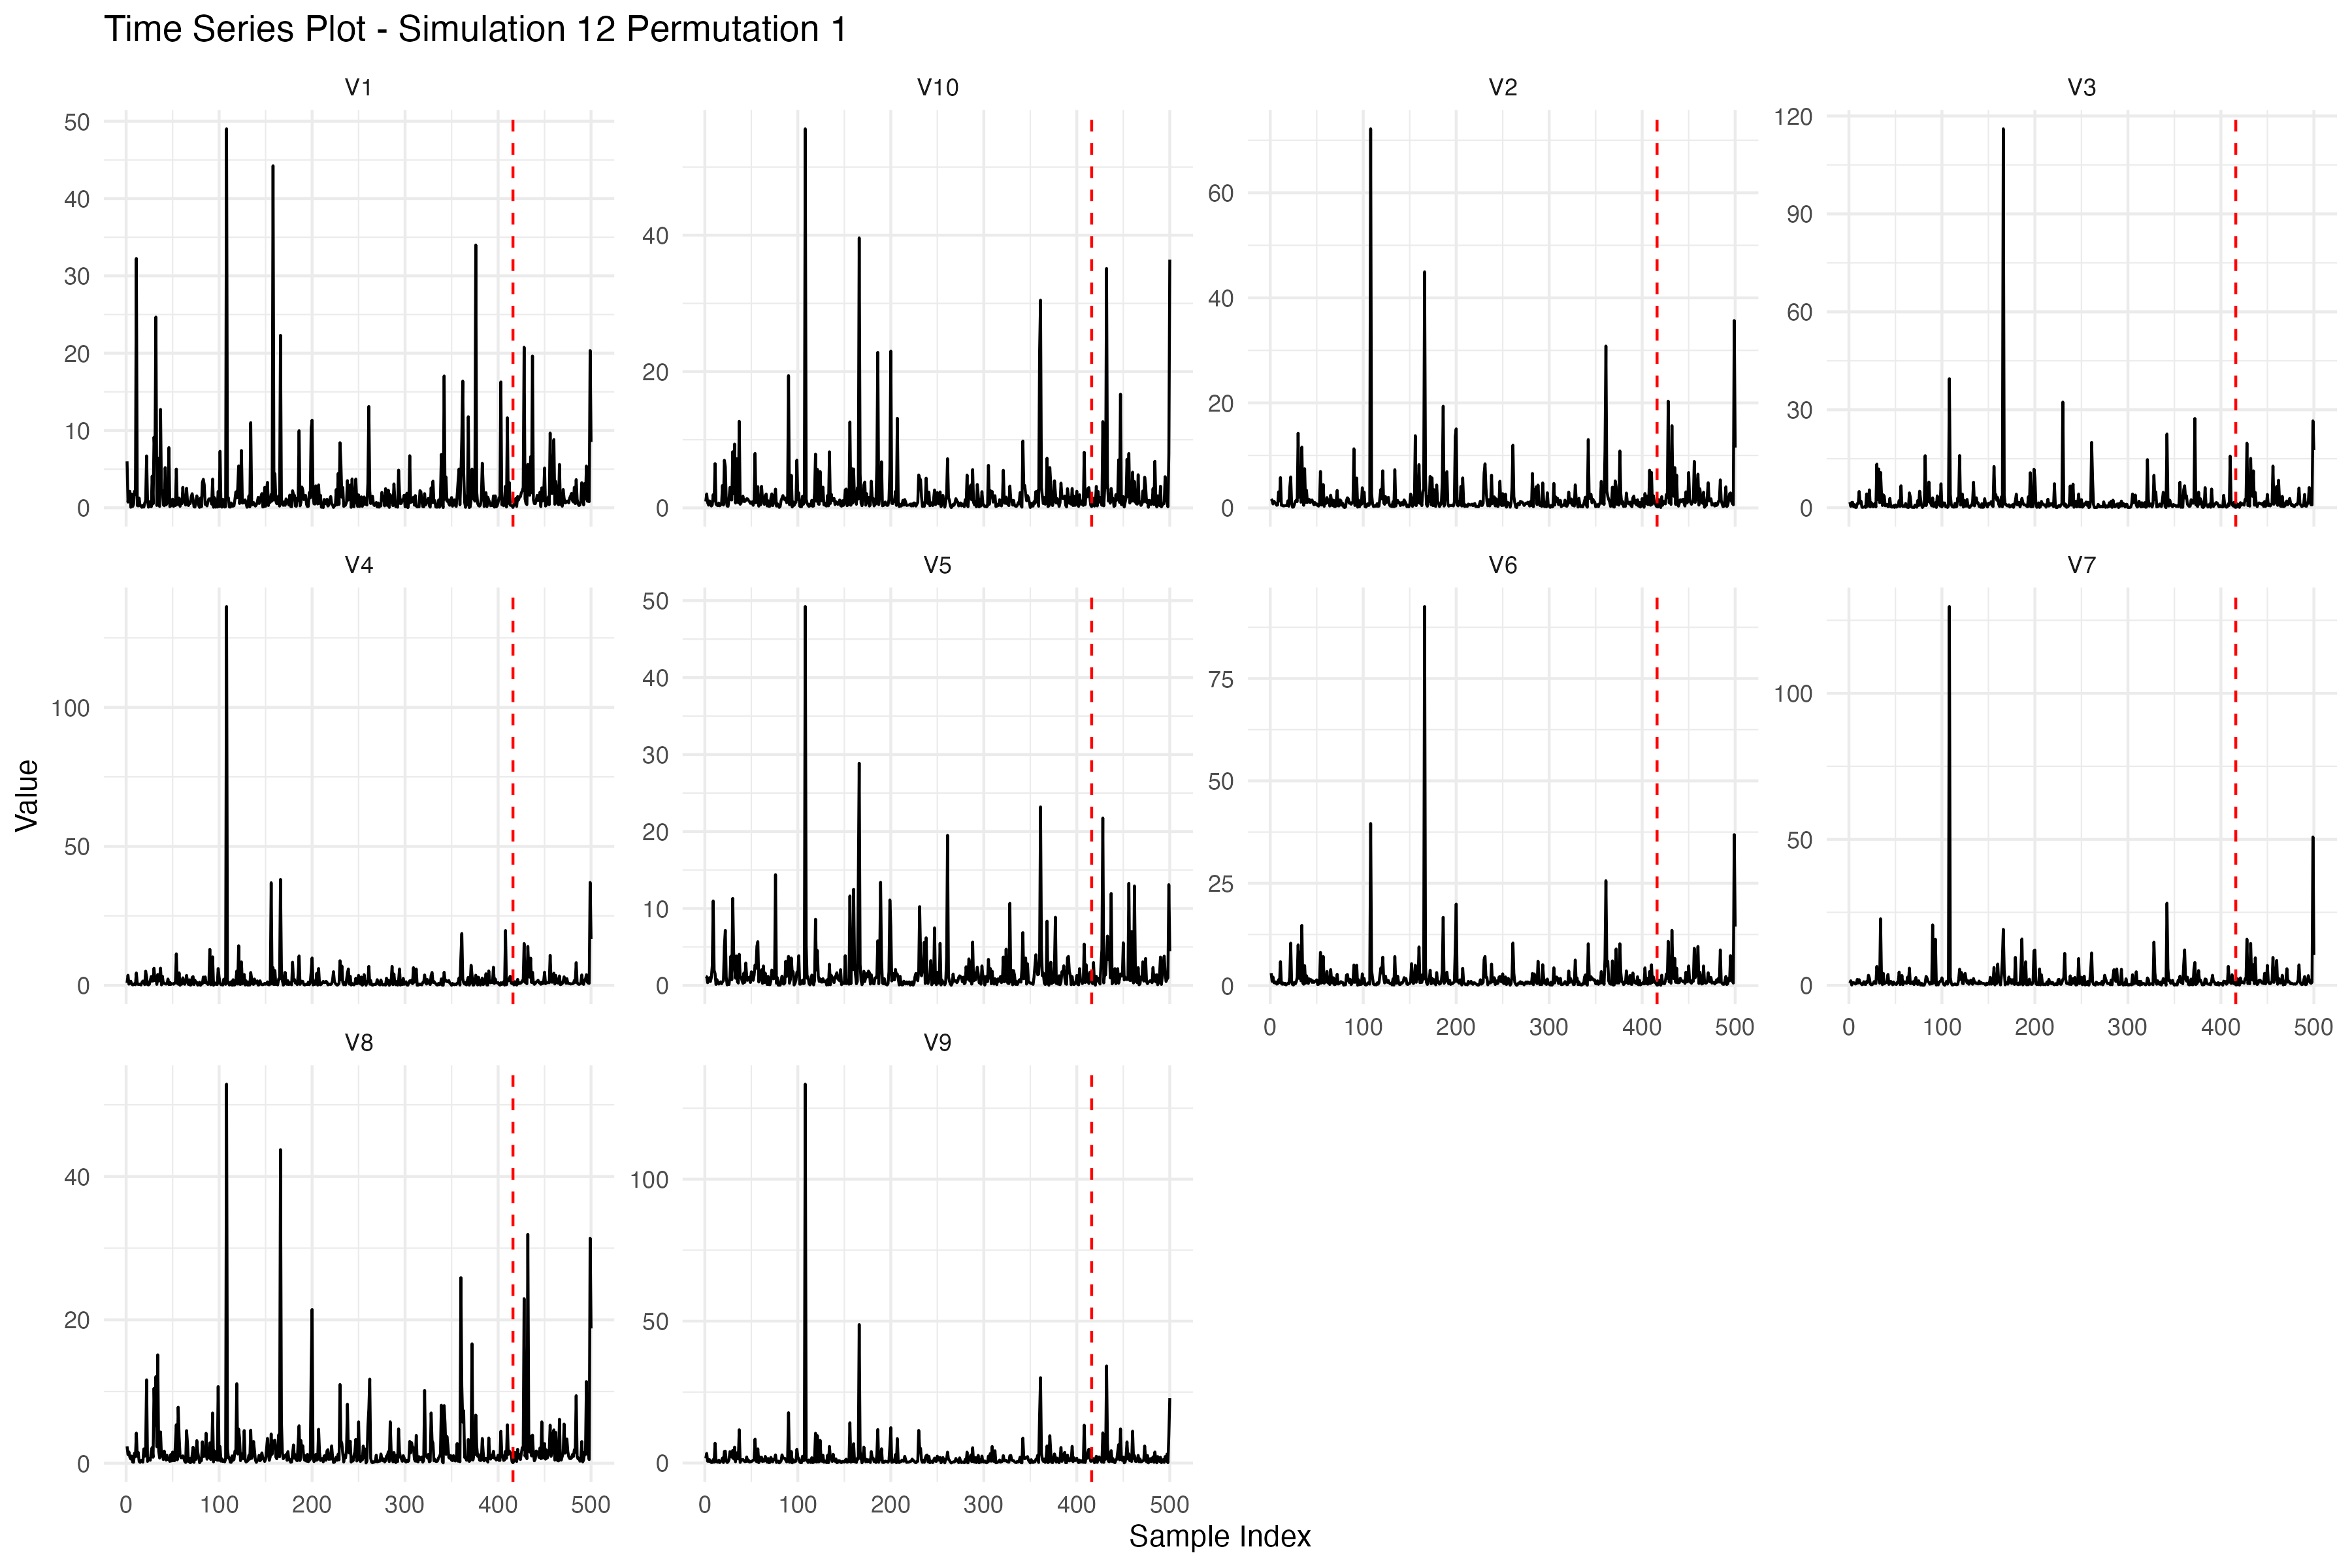 Time Series Plot - Simulation 12 Permutation 1
V1 V10 V2 V3
50 40 30 20 10 0
40 20 0
60 40 20 0
120 90 60 30 0
V4 V5 V6 V7
100 50 0
50 40 30 20 10 0
75 50 25 0
100 50 0
0 100 200 300 400 500
0 100 200 300 400 500
V8 V9
40 20 0
100 50 0
0 100 200 300 400 500
0 100 200 300 400 500
Value
Sample Index